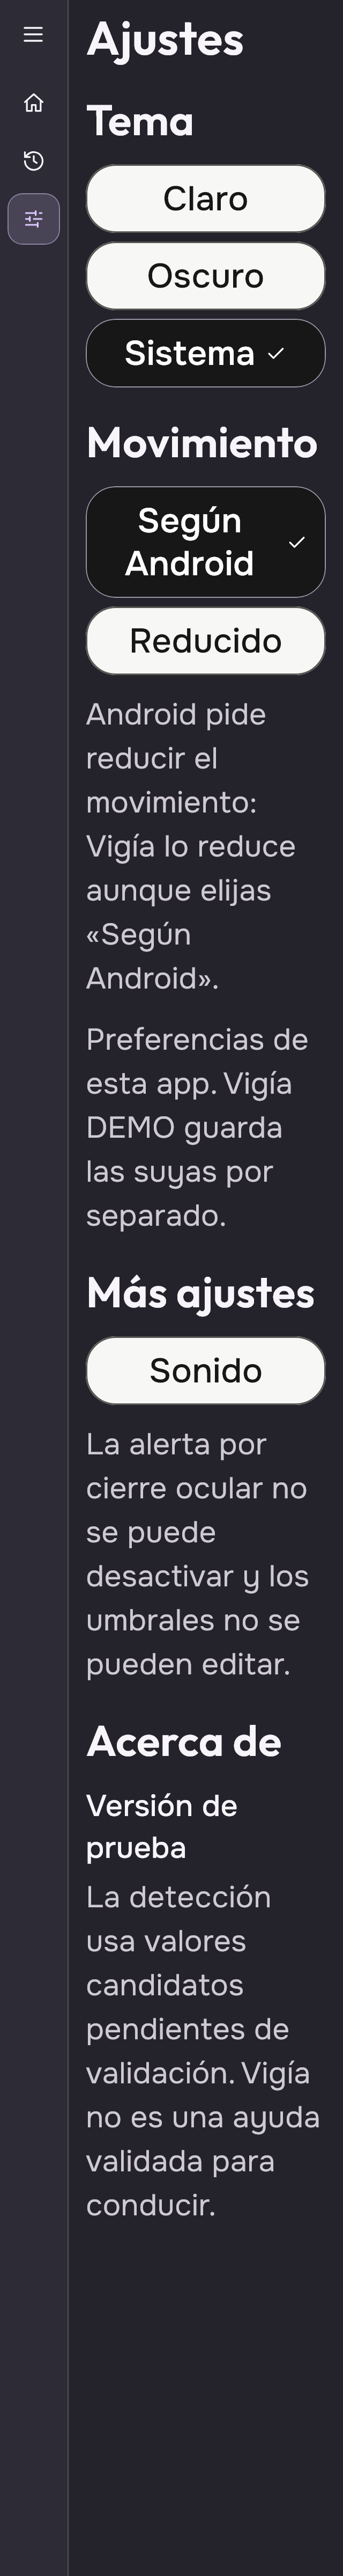 Ajustes
Tema
Claro
Oscuro
Sistema
Movimiento
Según
Android
Reducido
Android pide
reducir el
movimiento:
Vigía lo reduce
aunque elijas
«Según
Android».
Preferencias de
esta app. Vigía
DEMO guarda
las suyas por
separado.
Más ajustes
Sonido
La alerta por
cierre ocular no
se puede
desactivar y los
umbrales no se
pueden editar.
Acerca de
Versión de
prueba
La detección
usa valores
candidatos
pendientes de
validación. Vigía
no es una ayuda
validada para
conducir.